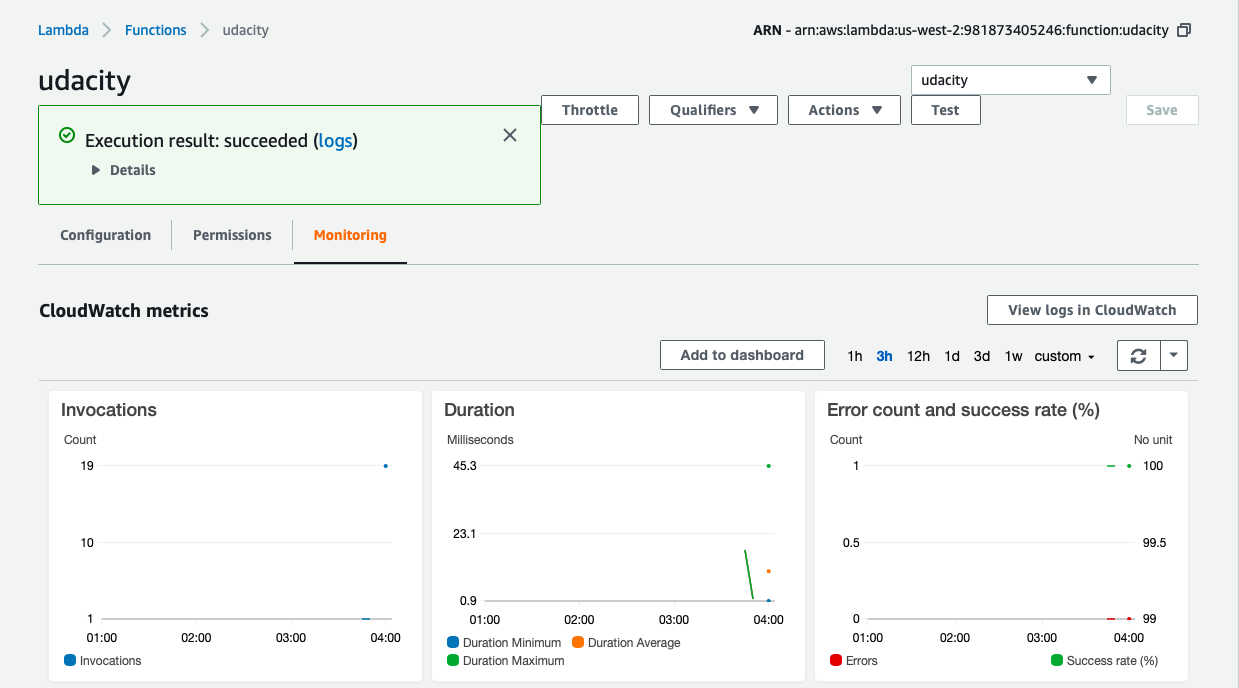 Lambda Functions udacity
ARN - arn:aws:lambda:us-west-2:981873405246:function:udacity
udacity
udacity
Throttle Qualifiers Actions Test Save
Execution result: succeeded (logs)
Details
Configuration Permissions Monitoring
CloudWatch metrics
View logs in CloudWatch
Add to dashboard 1h 3h 12h 1d 3d 1w custom
Invocations
Count
19
10
1
01:00 02:00 03:00 04:00
Invocations
Duration
Milliseconds
45.3
23.1
0.9
01:00 02:00 03:00 04:00
Duration Minimum Duration Average
Duration Maximum
Error count and success rate (%)
Count No unit
1 100
0.5 99.5
0 99
01:00 02:00 03:00 04:00
Errors Success rate (%)